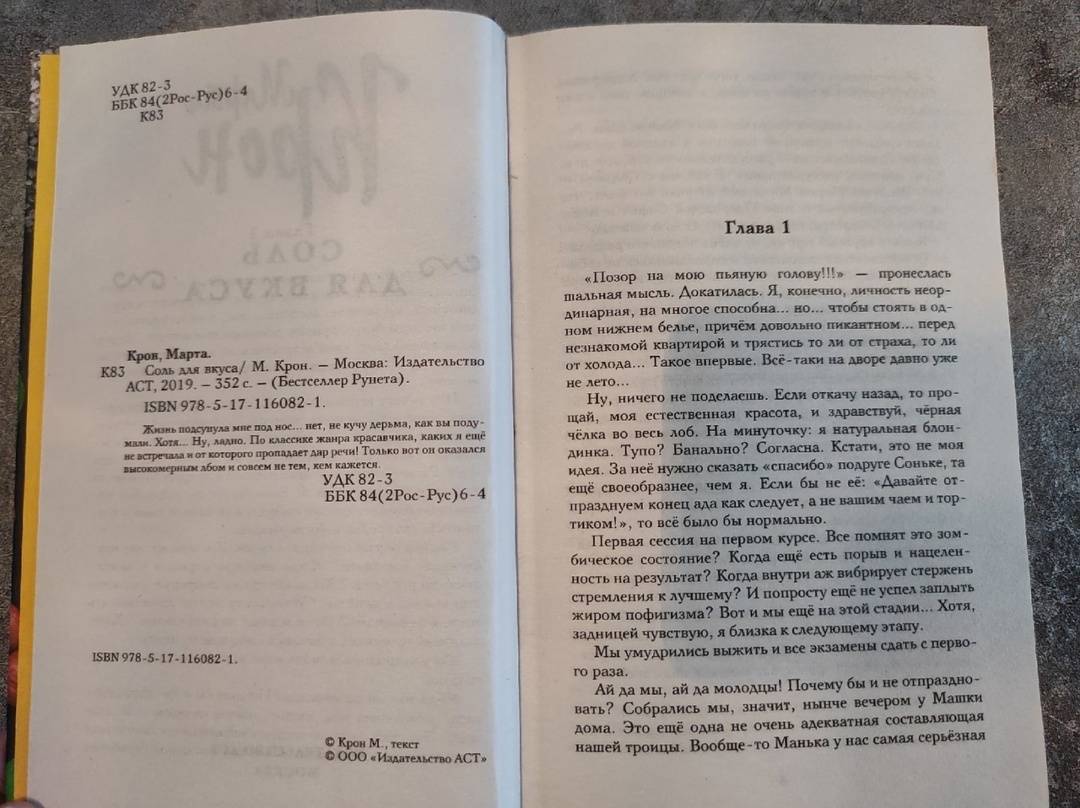 УДК 82-3
ББК 84(2Рос-Рус)6-4
К83
Крон, Марта.
К83 Соль для вкуса/ М. Крон. — Москва: Издательство
АСТ, 2019. — 352 с. — (Бестселлер Рунета).
ISBN 978-5-17-116082-1.
Жизнь подсунула мне под нос... нет, не кучу дерьма, как вы поду-
мали. Хотя... Ну, ладно. По классике жанра красавчика, каких я ещё
не встречала и от которого пропадает дар речи! Только вот он оказался
высокомерным лбом и совсем не тем, кем кажется.
УДК 82-3
ББК 84(2Рос-Рус)6-4
ISBN 978-5-17-116082-1.
© Крон М., текст
© ООО «Издательство АСТ»
Глава 1
«Позор на мою пьяную голову!!!» — пронеслась
шальная мысль. Докатилась. Я, конечно, личность неор-
динарная, на многое способна... но... чтобы стоять в од-
ном нижнем белье, причём довольно пикантном... перед
незнакомой квартирой и трястись то ли от страха, то ли
от холода... Такое впервые. Всё-таки на дворе давно уже
не лето...
Ну, ничего не поделаешь. Если откачу назад, то про-
щай, моя естественная красота, и здравствуй, чёрная
чёлка во весь лоб. На минуточку: я натуральная блон-
динка. Тупо? Банально? Согласна. Кстати, это не моя
идея. За неё нужно сказать «спасибо» подруге Соньке, та
ещё своеобразнее, чем я. Если бы не её: «Давайте от-
празднуем конец ада как следует, а не вашим чаем и тор-
тиком!», то всё было бы нормально.
Первая сессия на первом курсе. Все помнят это зом-
бическое состояние? Когда ещё есть порыв и нацелен-
ность на результат? Когда внутри аж вибрирует стержень
стремления к лучшему? И попросту ещё не успел заплыть
жиром пофигизма? Вот и мы ещё на этой стадии... Хотя,
задницей чувствую, я близка к следующему этапу.
Мы умудрились выжить и все экзамены сдать с перво-
го раза.
Ай да мы, ай да молодцы! Почему бы и не отпраздно-
вать? Собрались мы, значит, нынче вечером у Машки
дома. Это ещё одна не очень адекватная составляющая
нашей троицы. Вообще-то Манька у нас самая серьёзная